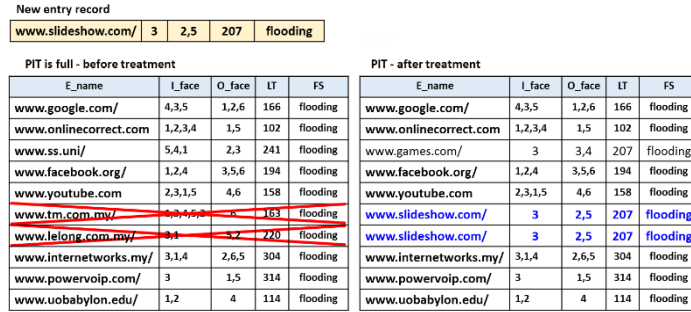 New entry record
www.slideshow.com/ 3 2,5 207 flooding
PIT is full - before treatment
E_name I_face O_face LT FS
www.google.com/ 4,3,5 1,2,6 166 flooding
www.onlinecorrect.com 1,2,3,4 1,5 102 flooding
www.ss.uni/ 5,4,1 2,3 241 flooding
www.facebook.org/ 1,2,4 3,5,6 194 flooding
www.youtube.com 2,3,1,5 4,6 158 flooding
www.tm.com.my/ 6 163 flooding
www.lelong.com.my/ 3,1 5,2 220 flooding
www.internetworks.my/ 3,1,4 2,6,5 304 flooding
www.powervoip.com/ 3 1,5 314 flooding
www.uobabylon.edu/ 1,2 4 114 flooding
PIT - after treatment
E_name I_face O_face LT FS
www.google.com/ 4,3,5 1,2,6 166 flooding
www.onlinecorrect.com 1,2,3,4 1,5 102 flooding
www.games.com/ 3 3,4 207 flooding
www.facebook.org/ 1,2,4 3,5,6 194 flooding
www.youtube.com 2,3,1,5 4,6 158 flooding
www.slideshow.com/ 3 2,5 207 flooding
www.slideshow.com/ 3 2,5 207 flooding
www.internetworks.my/ 3,1,4 2,6,5 304 flooding
www.powervoip.com/ 3 1,5 314 flooding
www.uobabylon.edu/ 1,2 4 114 flooding